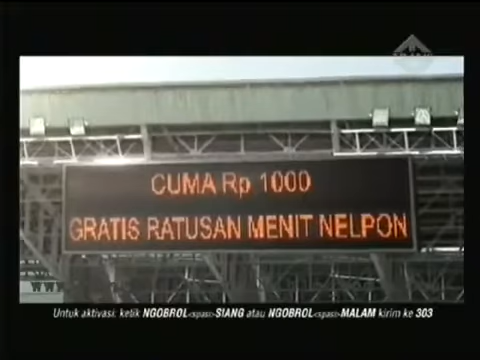 CUMA Rp 1000
GRATIS RATUSAN MENIT NELPON
Untuk aktivasi: ketik NGOBROL<spasi>SIANG atau NGOBROL<spasi>MALAM kirim ke 303